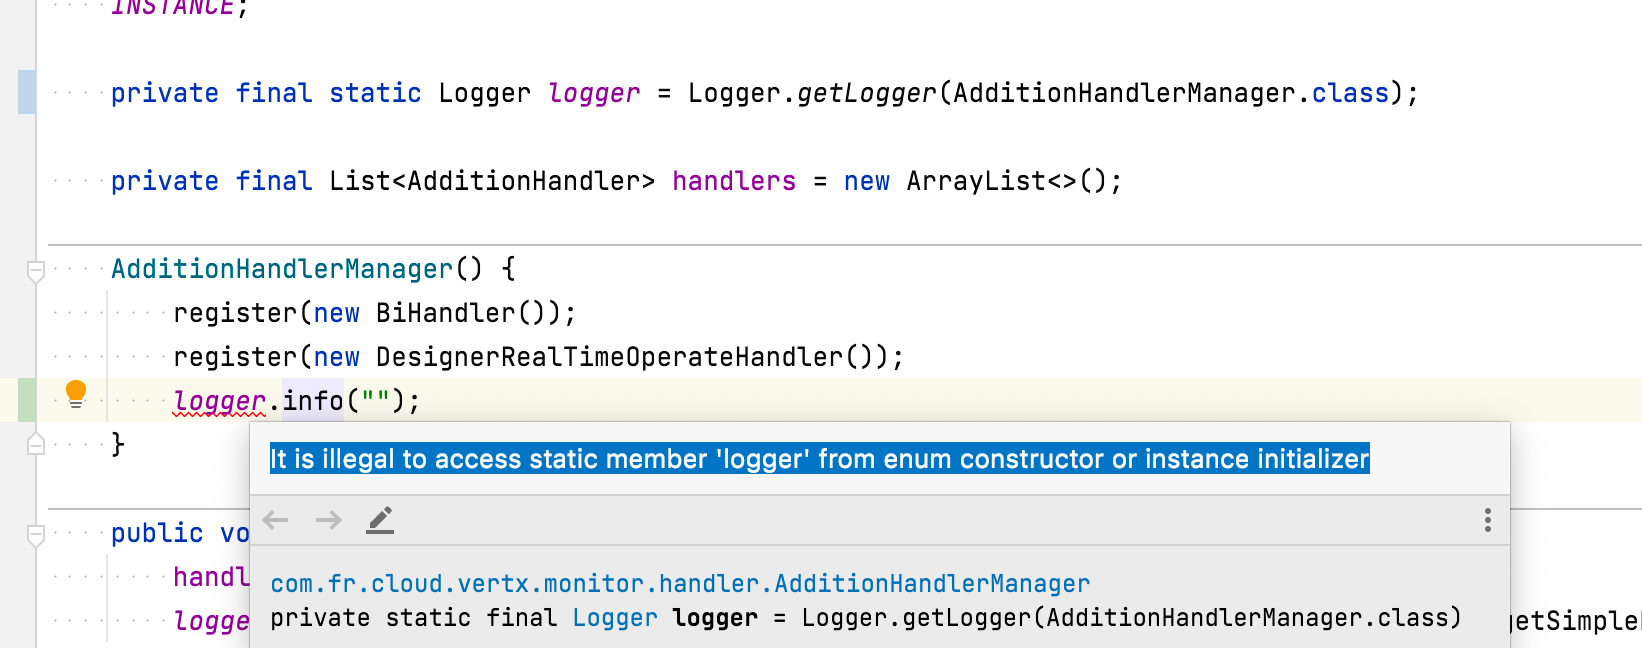 INSTANCE;
private final static Logger logger = Logger.getLogger(AdditionHandlerManager.class);
private final List<AdditionHandler> handlers = new ArrayList<>();
AdditionHandlerManager() {
register(new BiHandler());
register(new DesignerRealTimeOperateHandler());
logger.info("");
}
It is illegal to access static member 'logger' from enum constructor or instance initializer
public vo
handl
com.fr.cloud.vertx.monitor.handler.AdditionHandlerManager
private static final Logger logger = Logger.getLogger(AdditionHandlerManager.class)
logge getSimple